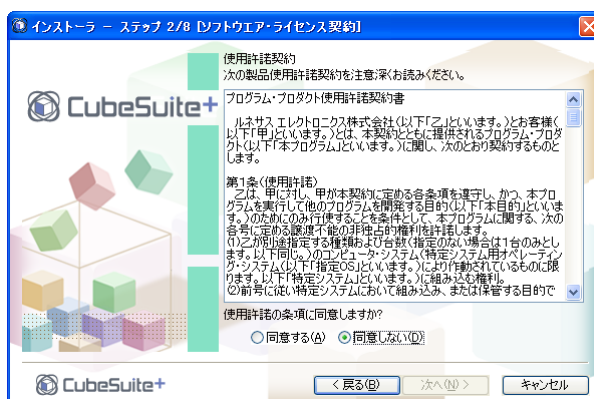 インストーラ － ステップ 2/8 [ソフトウエア・ライセンス契約]
CubeSuite+
使用許諾契約
次の製品使用許諾契約を注意深くお読みください。
プログラム・プロダクト使用許諾契約書
ルネサス エレクトロニクス株式会社(以下「乙」といいます。)とお客様(
以下「甲」といいます。)とは、本契約とともに提供されるプログラム・プロダ
クト(以下「本プログラム」といいます。)に関し、次のとおり契約するものと
します。
第1条(使用許諾)
乙は、甲に対し、甲が本契約に定める各条項を遵守し、かつ、本プロ
グラムを実行して他のプログラムを開発する目的(以下「本目的」といいま
す。)のためにのみ行使することを条件として、本プログラムに関する、次の
各号に定める譲渡不能の非独占的権利を許諾します。
(1)乙が別途指定する種類および台数(指定のない場合は1台のみとし
ます。以下同じ。)のコンピュータ・システム(特定システム用オペレーティン
グ・システム(以下「指定OS」といいます。)により作動されているものに限
ります。以下「特定システム」といいます。)に組み込む権利。
(2)前号に従い特定システムにおいて組み込み、または保管する目的で
使用許諾の条項に同意しますか?
同意する(A) 同意しない(D)
CubeSuite+
< 戻る(B) 次へ(N) > キャンセル